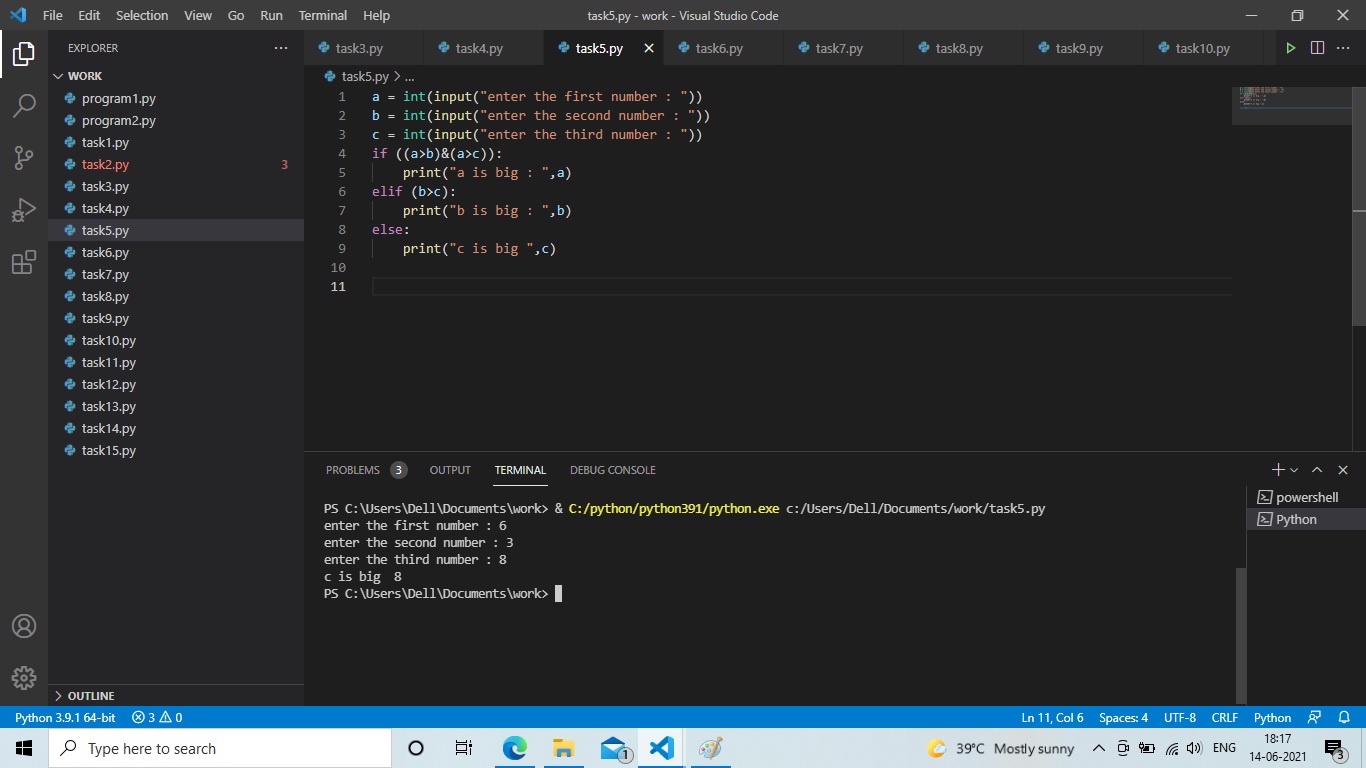 File Edit Selection View Go Run Terminal Help
task5.py - work - Visual Studio Code
EXPLORER
WORK
program1.py
program2.py
task1.py
task2.py 3
task3.py
task4.py
task5.py
task6.py
task7.py
task8.py
task9.py
task10.py
task11.py
task12.py
task13.py
task14.py
task15.py
OUTLINE
task3.py task4.py task5.py task6.py task7.py task8.py task9.py task10.py
task5.py > ...
1 a = int(input("enter the first number : "))
2 b = int(input("enter the second number : "))
3 c = int(input("enter the third number : "))
4 if ((a>b)&(a>c)):
5     print("a is big : ",a)
6 elif (b>c):
7     print("b is big : ",b)
8 else:
9     print("c is big ",c)
10
11
PROBLEMS 3 OUTPUT TERMINAL DEBUG CONSOLE
PS C:\Users\Dell\Documents\work> & C:/python/python391/python.exe c:/Users/Dell/Documents/work/task5.py
enter the first number : 6
enter the second number : 3
enter the third number : 8
c is big  8
PS C:\Users\Dell\Documents\work>
powershell
Python
Python 3.9.1 64-bit 3 0 Ln 11, Col 6 Spaces: 4 UTF-8 CRLF Python
Type here to search
1
39°C Mostly sunny
ENG
18:17
14-06-2021
3